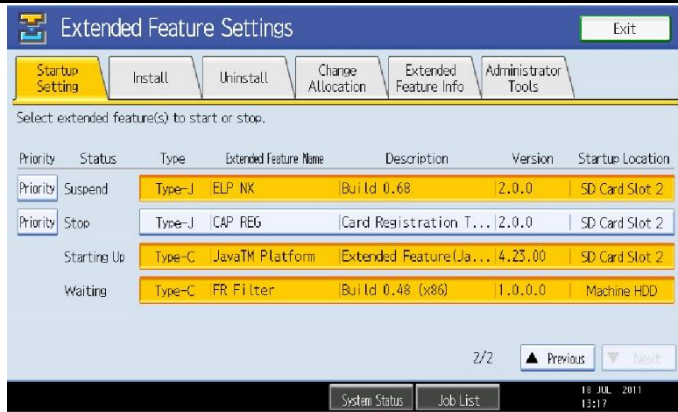 Extended Feature Settings
Exit
Startup Setting
Install
Uninstall
Change Allocation
Extended Feature Info
Administrator Tools
Select extended feature(s) to start or stop.
Priority Status Type Extended Feature Name Description Version Startup Location
Priority Suspend Type-J ELP NX Build 0.68 2.0.0 SD Card Slot 2
Priority Stop Type-J CAP REG Card Registration T... 2.0.0 SD Card Slot 2
Starting Up Type-C JavaTM Platform Extended Feature(Ja... 4.23.00 SD Card Slot 2
Waiting Type-C FR Filter Build 0.48 (x86) 1.0.0.0 Machine HDD
2/2 ▲ Previous ▼ Next
System Status Job List 18 JUL 2011
13:17